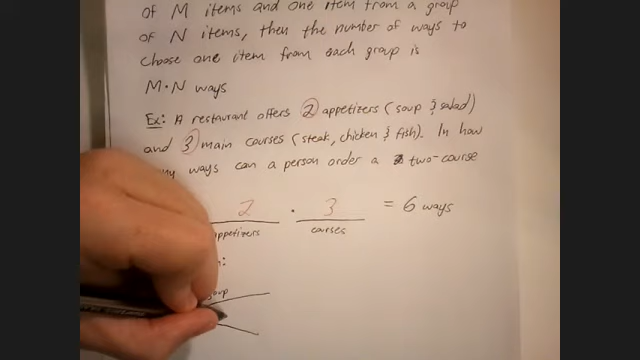 of M items and one item from a group
of N items, then the number of ways to
choose one item from each group is
M·N ways
Ex: A restaurant offers 2 appetizers (soup & salad)
and 3 main courses (steak, chicken & fish). In how
ways can a person order a two-course
2 · 3 = 6 ways
appetizers courses
soup